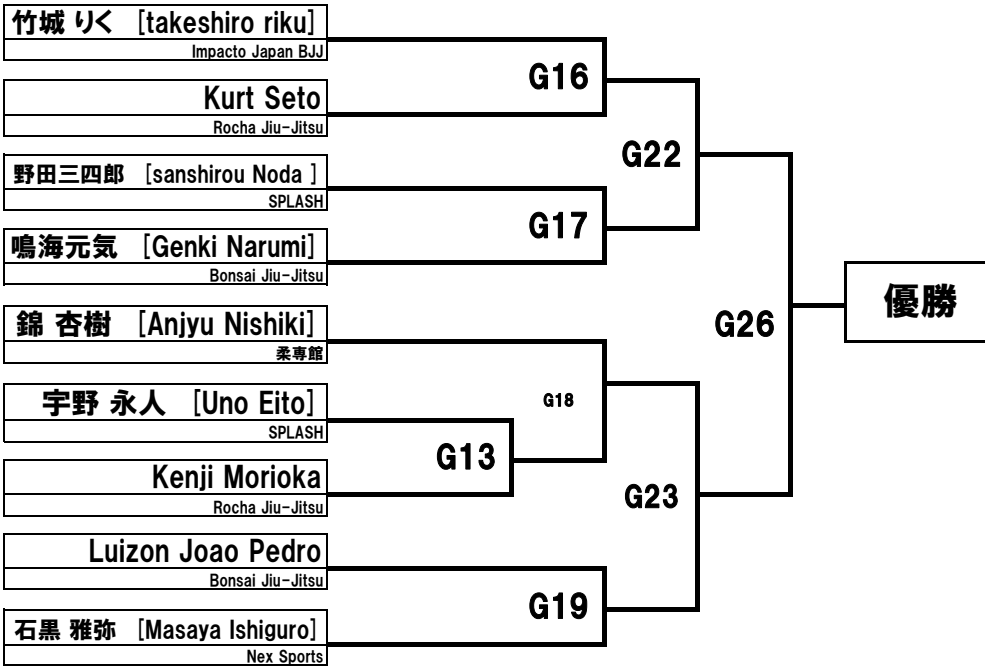 竹城 りく [takeshiro riku]
Impacto Japan BJJ
G16
Kurt Seto
Rocha Jiu-Jitsu
G22
野田三四郎 [sanshirou Noda ]
SPLASH
G17
鳴海元気 [Genki Narumi]
Bonsai Jiu-Jitsu
優勝
G26
錦 杏樹 [Anjyu Nishiki]
柔専館
G18
宇野 永人 [Uno Eito]
SPLASH
G13
Kenji Morioka
Rocha Jiu-Jitsu
G23
Luizon Joao Pedro
Bonsai Jiu-Jitsu
G19
石黒 雅弥 [Masaya Ishiguro]
Nex Sports